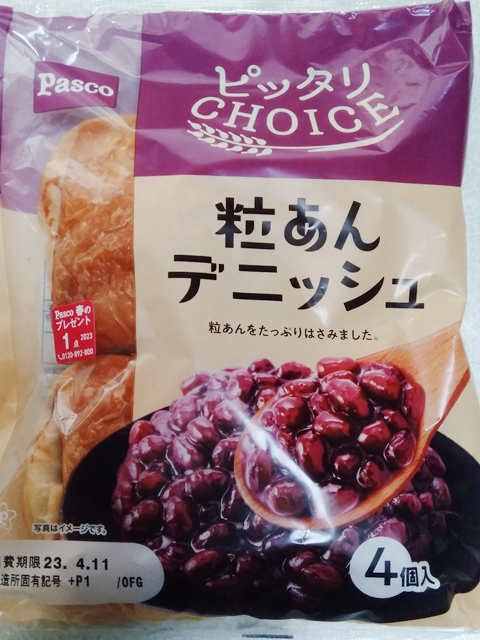 Pasco
ピッタリ
CHOICE
粒あん
デニッシュ
粒あんをたっぷりはさみました。
Pasco 春の
プレゼント
1点 2023
0120-892-800
写真はイメージです。
費期限23. 4.11
造所固有記号 +P1 /OFG
4個入